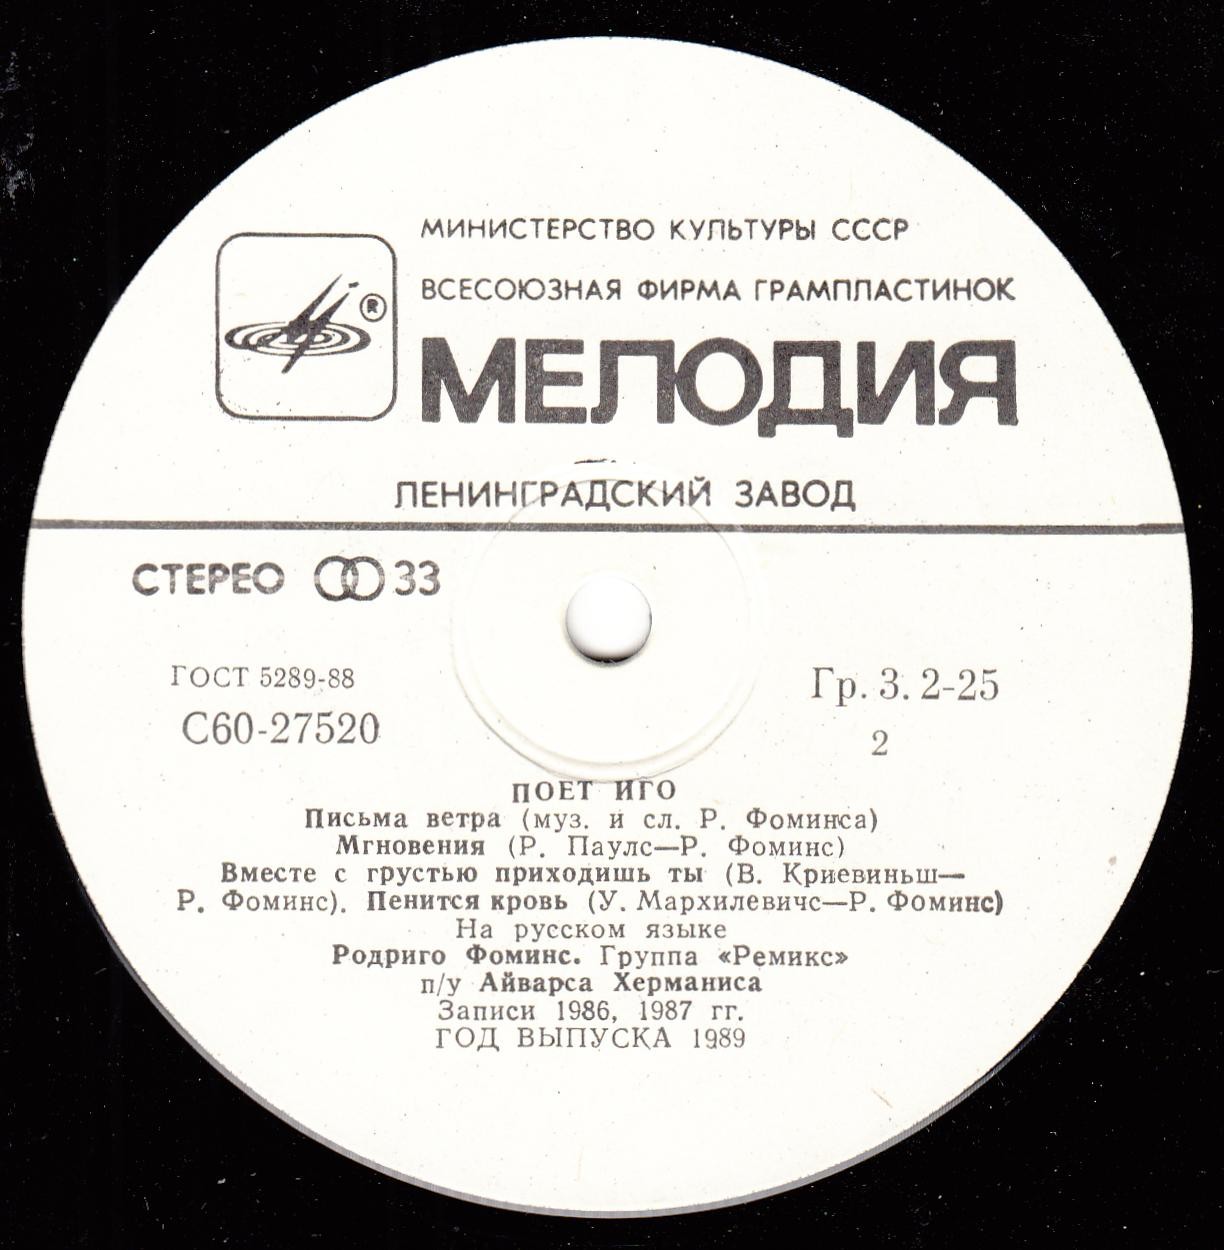 МИНИСТЕРСТВО КУЛЬТУРЫ СССР
ВСЕСОЮЗНАЯ ФИРМА ГРАМПЛАСТИНОК
®
МЕЛОДИЯ
ЛЕНИНГРАДСКИЙ ЗАВОД
СТЕРЕО 33
ГОСТ 5289-88
Гр. 3. 2-25
С60-27520
2
ПОЕТ ИГО
Письма ветра (муз. и сл. Р. Фоминса)
Мгновения (Р. Паулс—Р. Фоминс)
Вместе с грустью приходишь ты (В. Криевиньш—
Р. Фоминс). Пенится кровь (У. Мархилевичс—Р. Фоминс)
На русском языке
Родриго Фоминс. Группа «Ремикс»
п/у Айварса Херманиса
Записи 1986, 1987 гг.
ГОД ВЫПУСКА 1989